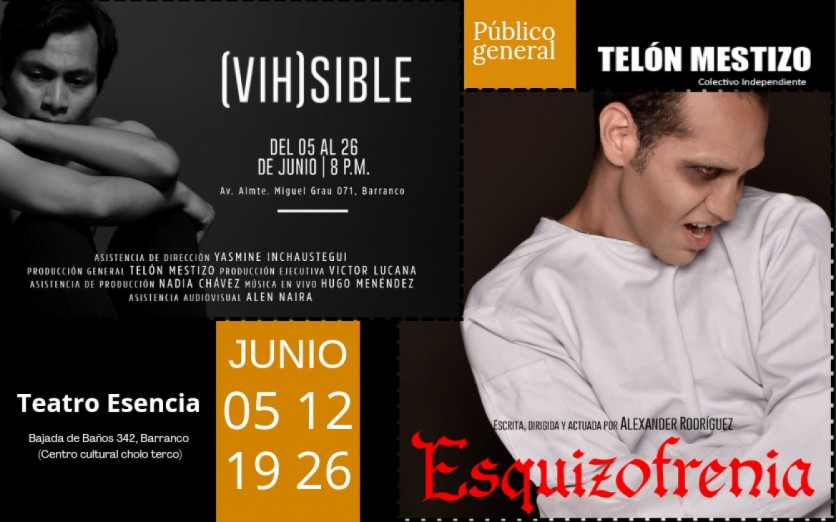 (VIH)SIBLE
DEL 05 AL 26
DE JUNIO | 8 P.M.
Av. Almte. Miguel Grau 071, Barranco
ASISTENCIA DE DIRECCIÓN YASMINE INCHAUSTEGUI
PRODUCCIÓN GENERAL TELÓN MESTIZO PRODUCCIÓN EJECUTIVA VICTOR LUCANA
ASISTENCIA DE PRODUCCIÓN NADIA CHÁVEZ MÚSICA EN VIVO HUGO MENÉNDEZ
ASISTENCIA AUDIOVISUAL ALEN NAIRA
Público
general
TELÓN MESTIZO
Colectivo Independiente
Teatro Esencia
Bajada de Baños 342, Barranco
(Centro cultural cholo terco)
JUNIO
05 12
19 26
ESCRITA, DIRIGIDA Y ACTUADA POR ALEXANDER RODRÍGUEZ
Esquizofrenia